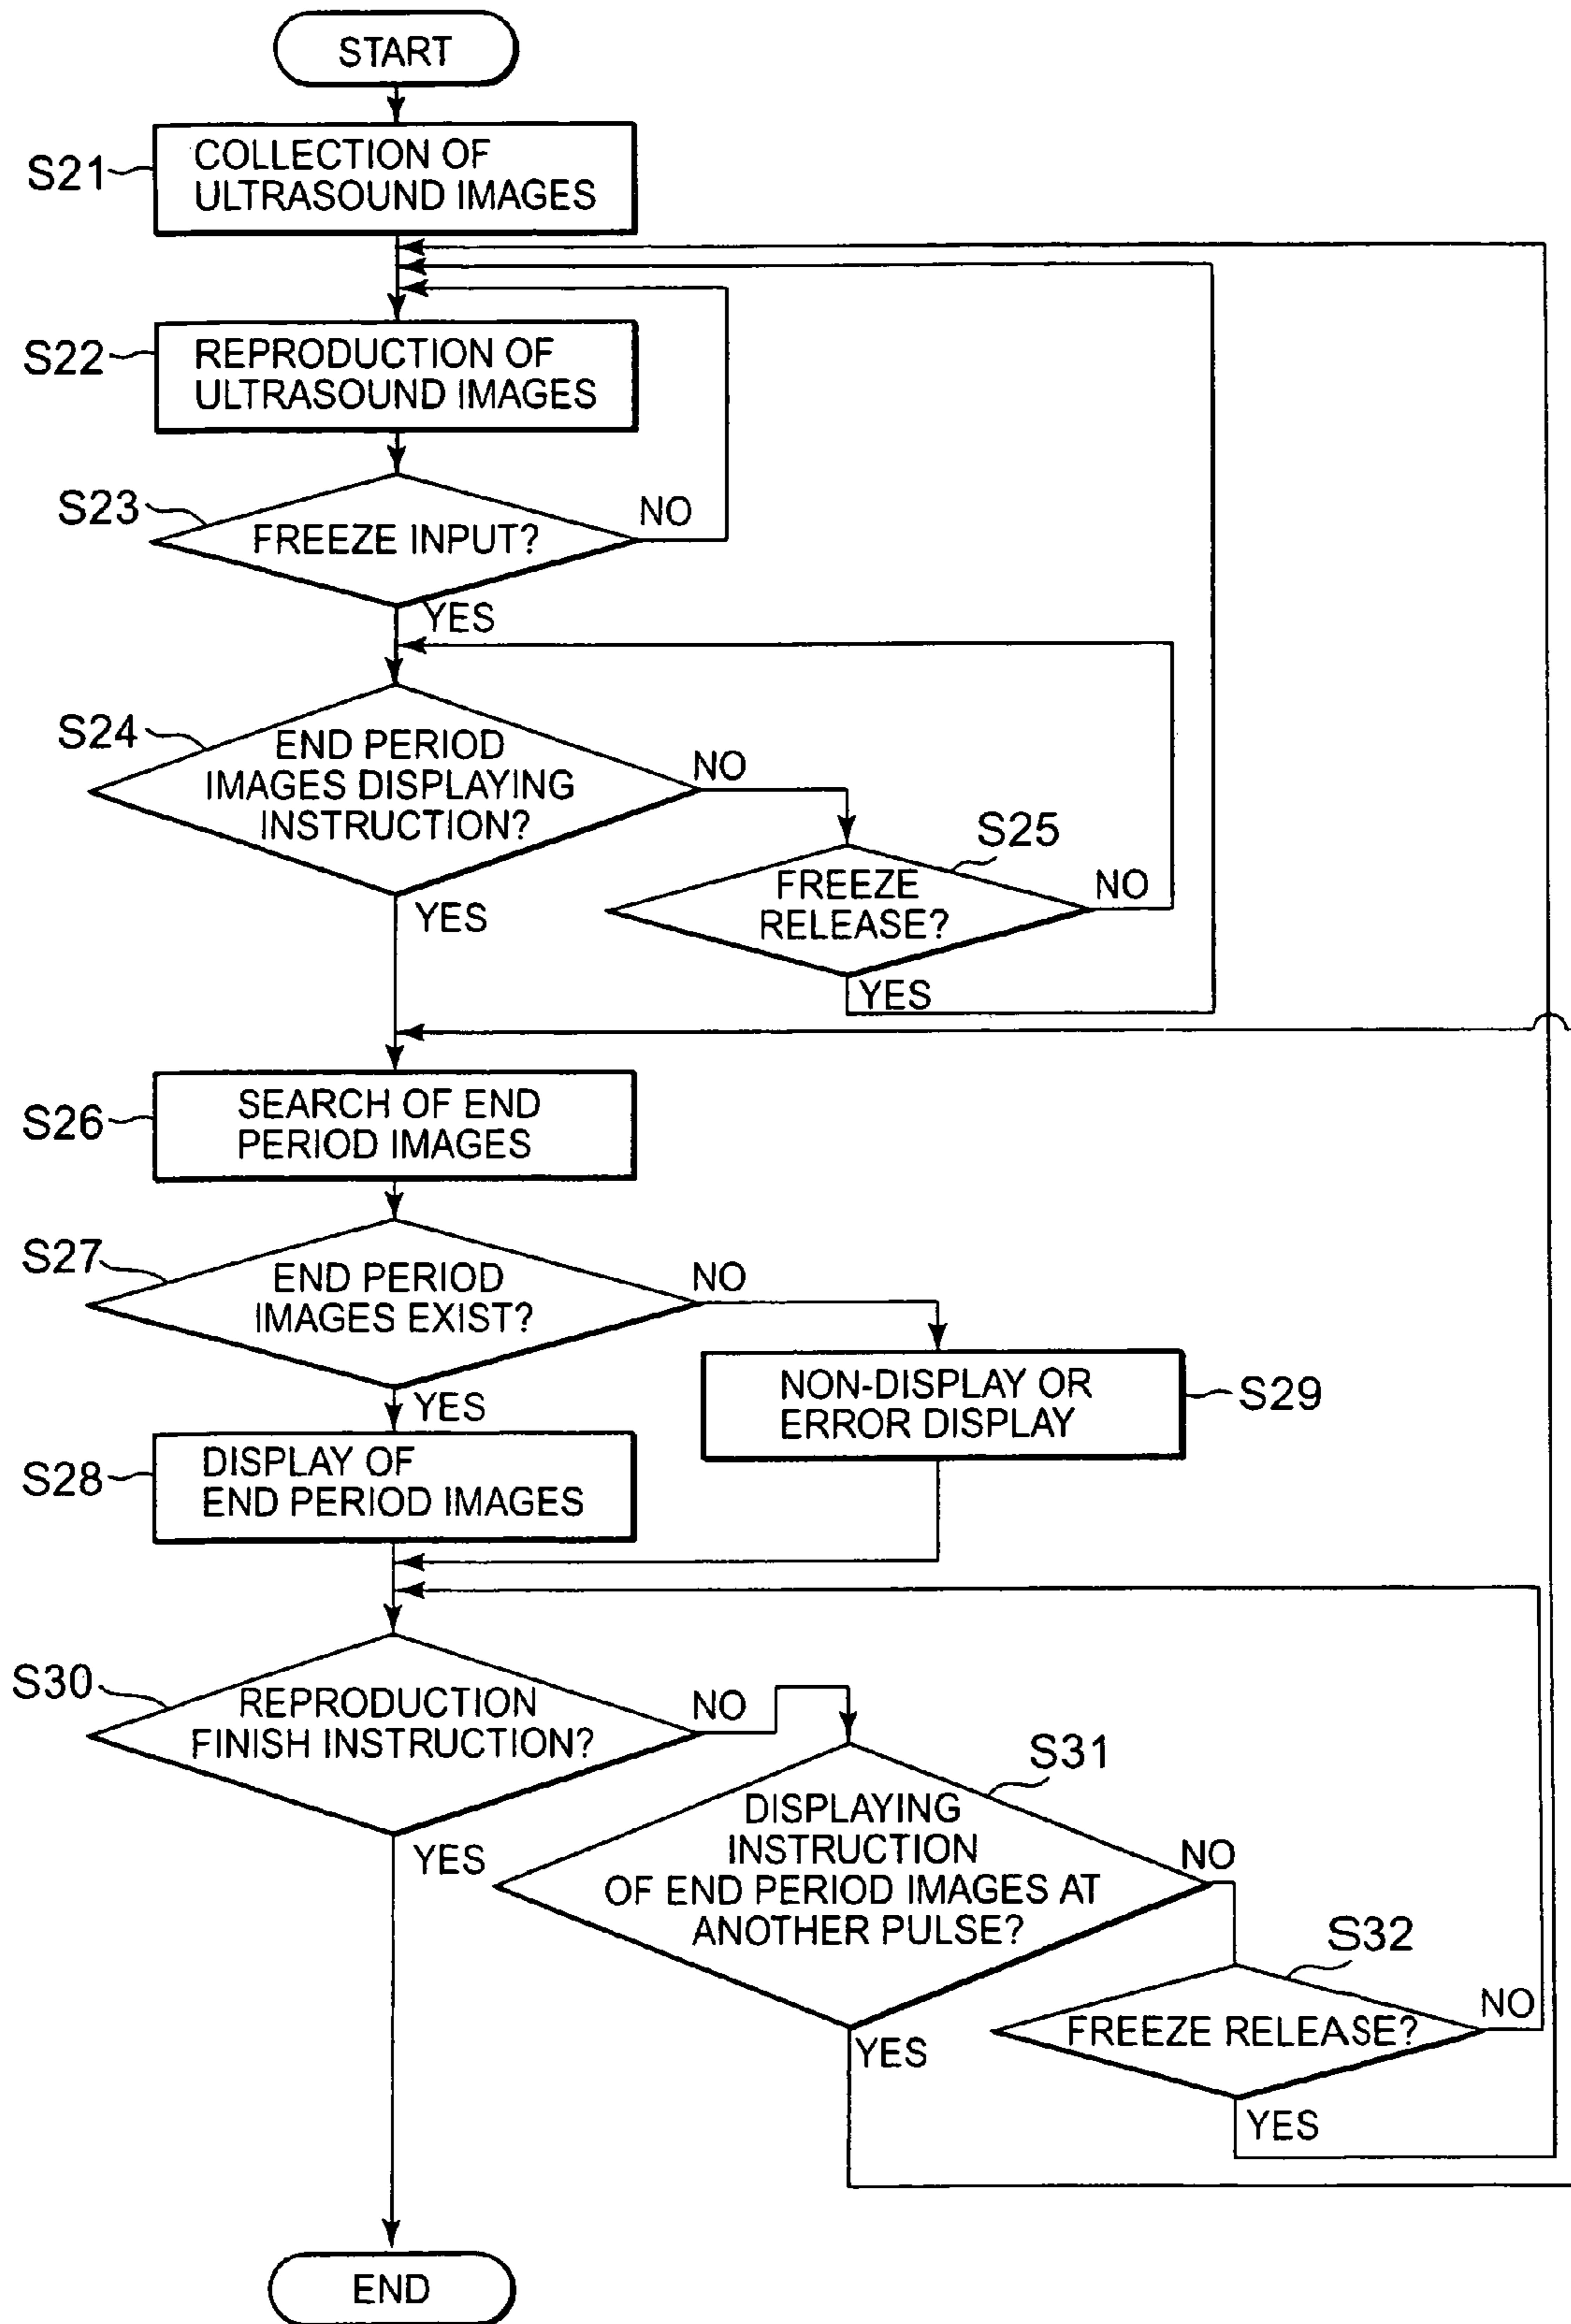 START
S21
COLLECTION OF
ULTRASOUND IMAGES
S22
REPRODUCTION OF
ULTRASOUND IMAGES
S23
FREEZE INPUT?
NO
YES
S24
END PERIOD
IMAGES DISPLAYING
INSTRUCTION?
NO
YES
S25
FREEZE
RELEASE?
NO
YES
S26
SEARCH OF END
PERIOD IMAGES
S27
END PERIOD
IMAGES EXIST?
NO
YES
S29
NON-DISPLAY OR
ERROR DISPLAY
S28
DISPLAY OF
END PERIOD IMAGES
S30
REPRODUCTION
FINISH INSTRUCTION?
NO
YES
S31
DISPLAYING
INSTRUCTION
OF END PERIOD IMAGES AT
ANOTHER PULSE?
NO
YES
S32
FREEZE RELEASE?
NO
YES
END